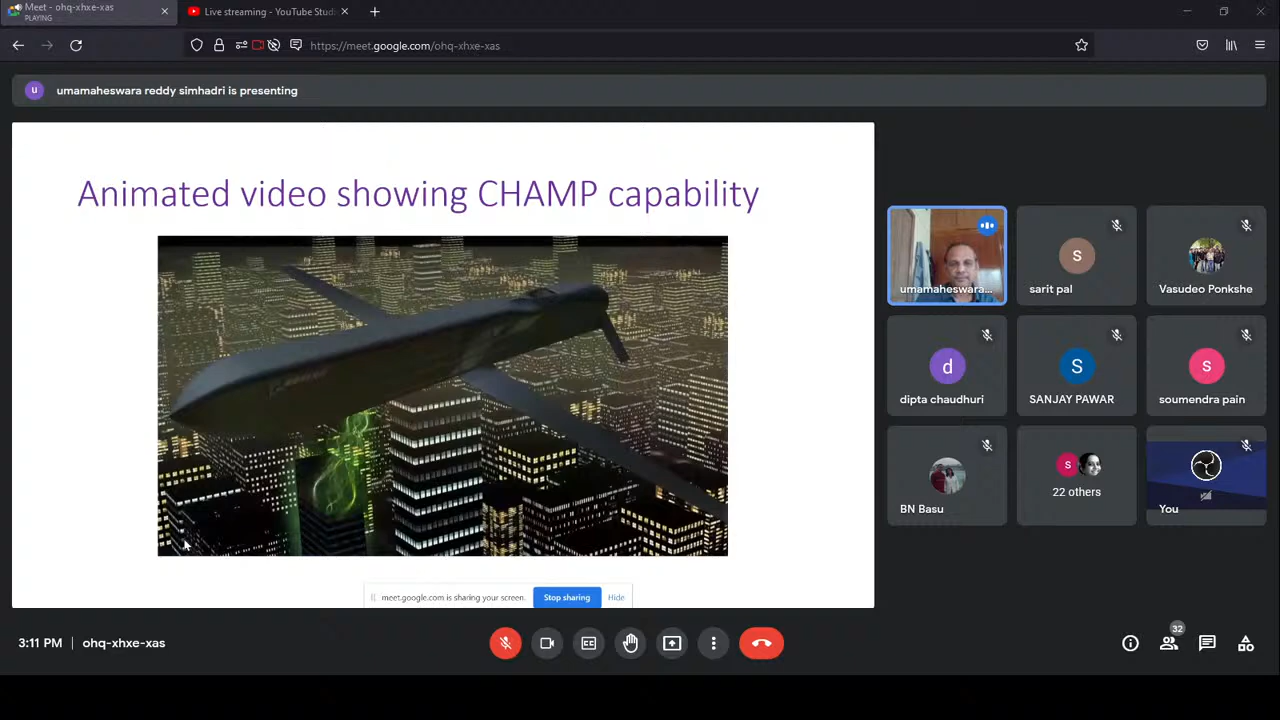 Meet - ohq-xhxe-xas
PLAYING
Live streaming - YouTube Stud
https://meet.google.com/ohq-xhxe-xas
u
umamaheswara reddy simhadri is presenting
Animated video showing CHAMP capability
meet.google.com is sharing your screen.
Stop sharing
Hide
umamaheswara...
s
sarit pal
Vasudeo Ponkshe
d
dipta chaudhuri
S
SANJAY PAWAR
s
soumendra pain
BN Basu
s
22 others
You
3:11 PM | ohq-xhxe-xas
CC
32